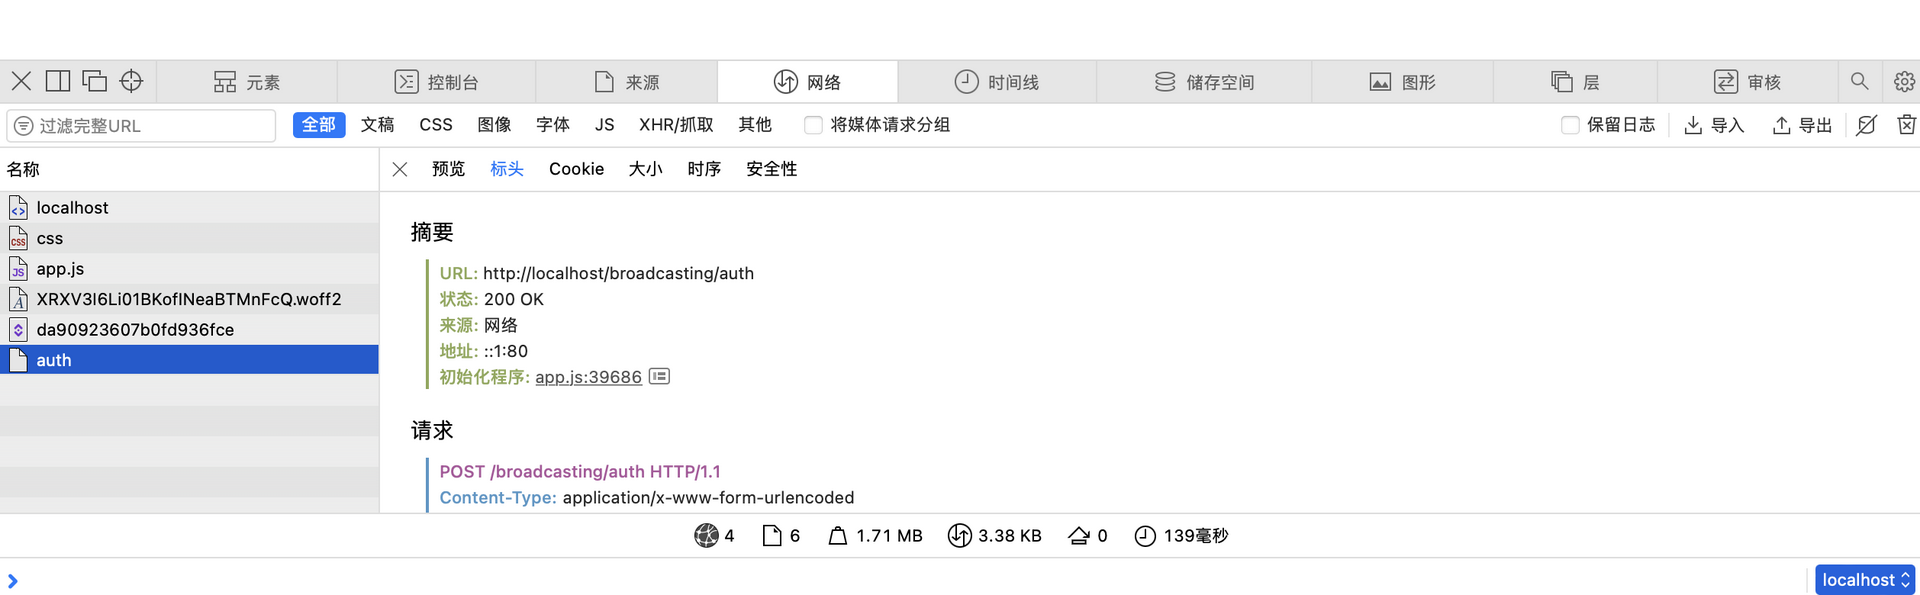 元素 控制台 来源 网络 时间线 储存空间 图形 层 审核
过滤完整URL 全部 文稿 CSS 图像 字体 JS XHR/抓取 其他 将媒体请求分组 保留日志 导入 导出
名称 预览 标头 Cookie 大小 时序 安全性
localhost
css
app.js
XRXV3I6Li01BKofINeaBTMnFcQ.woff2
da90923607b0fd936fce
auth
摘要
URL: http://localhost/broadcasting/auth
状态: 200 OK
来源: 网络
地址: ::1:80
初始化程序: app.js:39686
请求
POST /broadcasting/auth HTTP/1.1
Content-Type: application/x-www-form-urlencoded
4 6 1.71 MB 3.38 KB 0 139毫秒
localhost